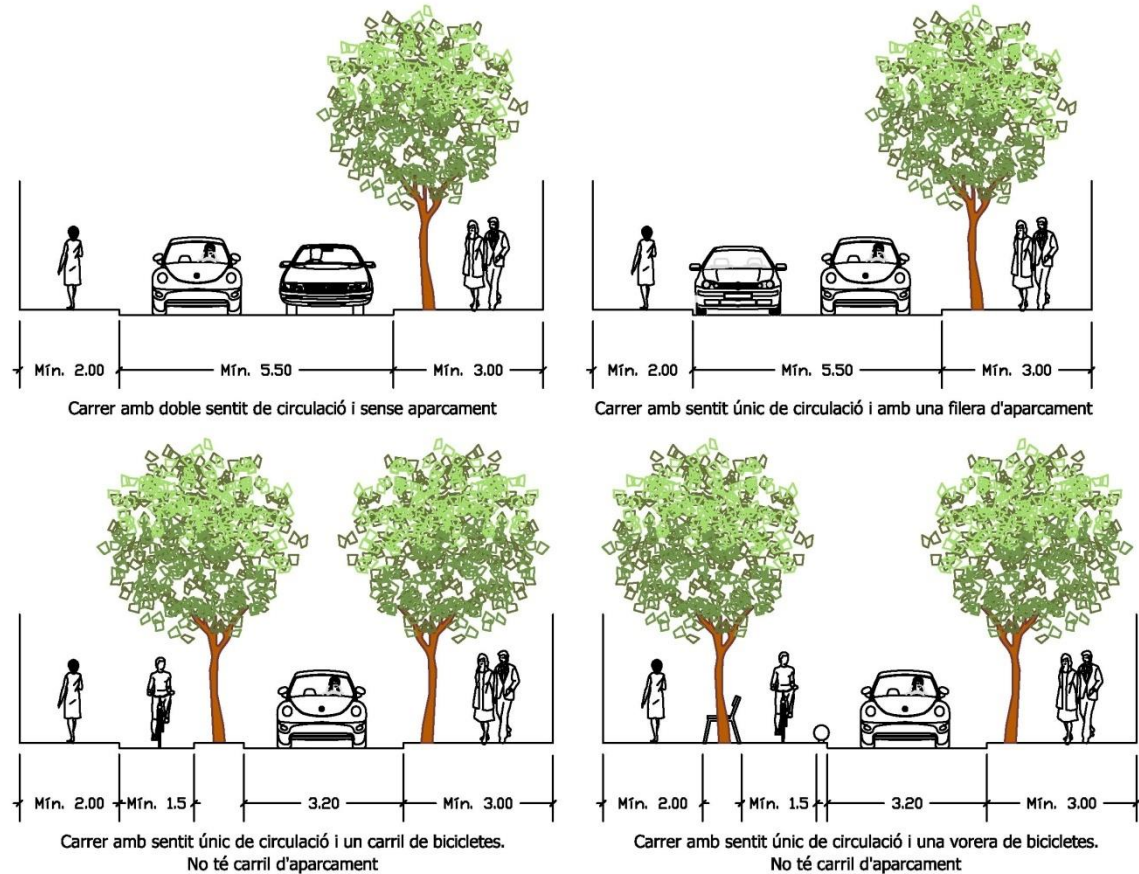 Mín. 2.00 Mín. 5.50 Mín. 3.00
Carrer amb doble sentit de circulació i sense aparcament
Mín. 2.00 Mín. 5.50 Mín. 3.00
Carrer amb sentit únic de circulació i amb una filera d'aparcament
Mín. 2.00 Mín. 1.5 3.20 Mín. 3.00
Carrer amb sentit únic de circulació i un carril de bicicletes.
No té carril d'aparcament
Mín. 2.00 Mín. 1.5 3.20 Mín. 3.00
Carrer amb sentit únic de circulació i una vorera de bicicletes.
No té carril d'aparcament